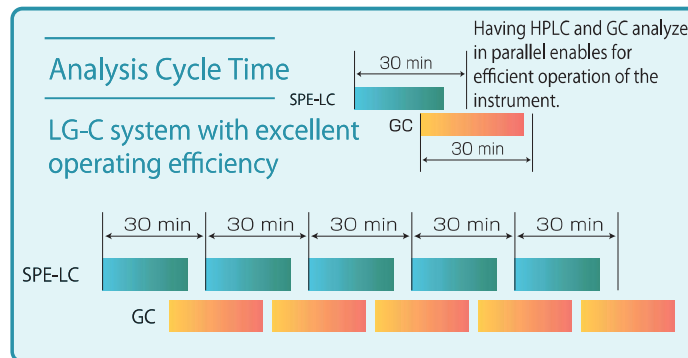 Analysis Cycle Time
LG-C system with excellent
operating efficiency
Having HPLC and GC analyze
in parallel enables for
efficient operation of the
instrument.
30 min
SPE-LC
GC
30 min
30 min 30 min 30 min 30 min 30 min
SPE-LC
GC